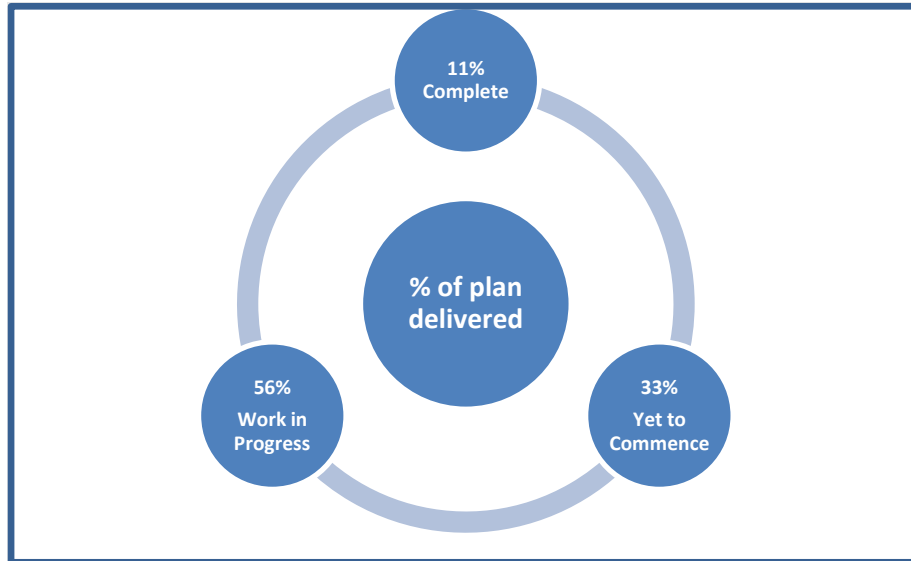 11%
Complete
% of plan
delivered
56%
Work in
Progress
33%
Yet to
Commence